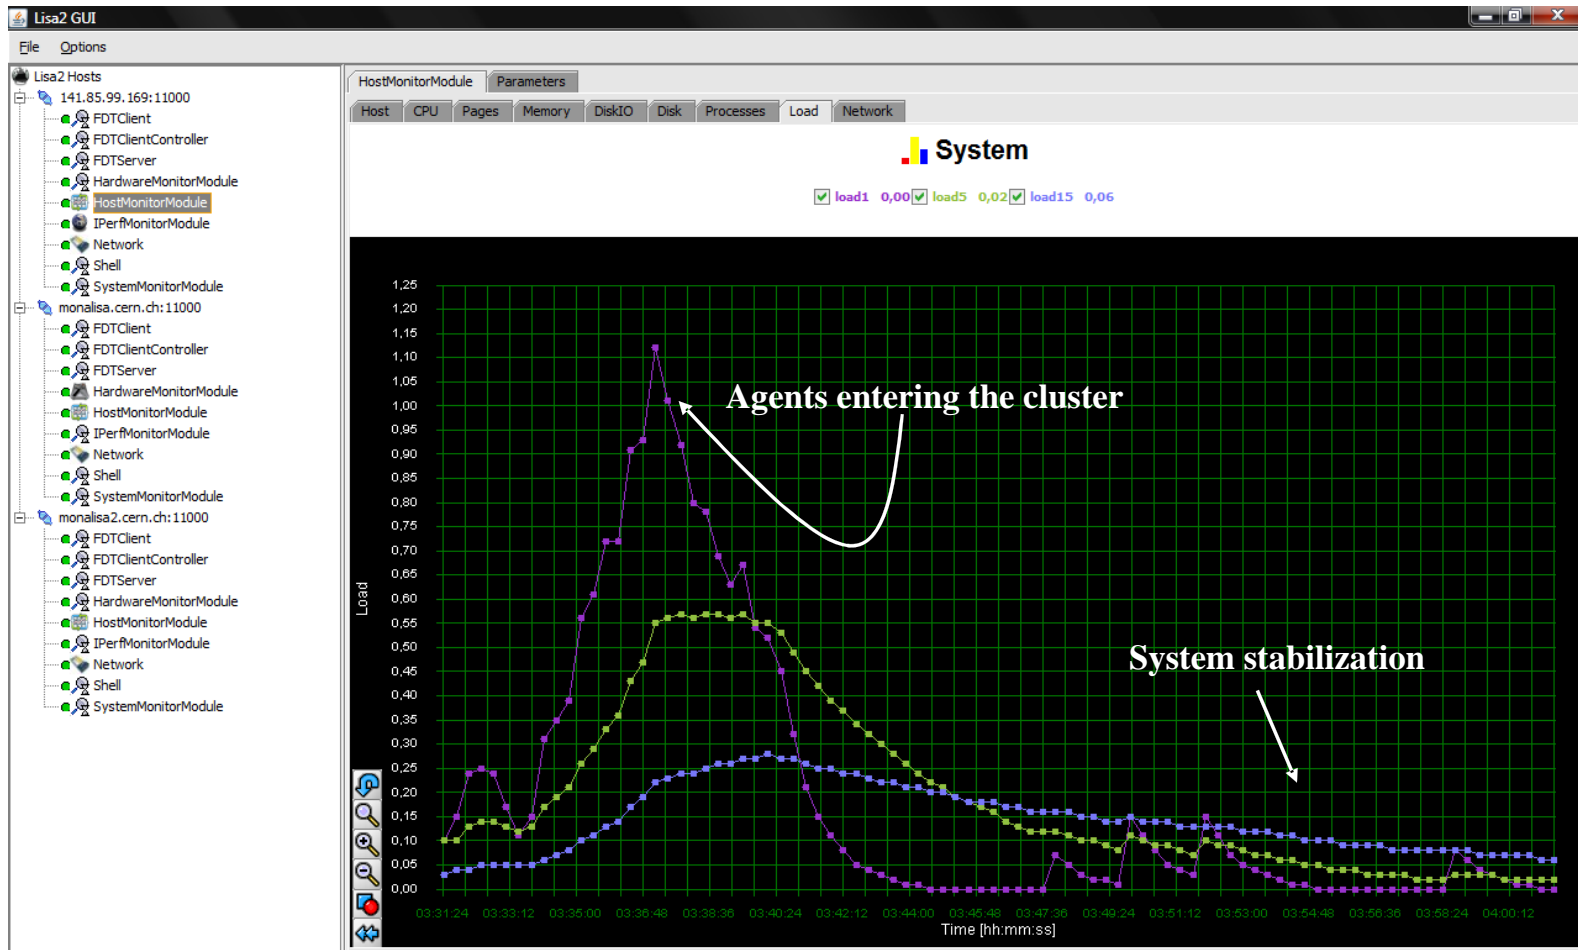 Lisa2 GUI
File Options
Lisa2 Hosts
141.85.99.169:11000
FDTClient
FDTClientController
FDTServer
HardwareMonitorModule
HostMonitorModule
IPerfMonitorModule
Network
Shell
SystemMonitorModule
monalisa.cern.ch:11000
FDTClient
FDTClientController
FDTServer
HardwareMonitorModule
HostMonitorModule
IPerfMonitorModule
Network
Shell
SystemMonitorModule
monalisa2.cern.ch:11000
FDTClient
FDTClientController
FDTServer
HardwareMonitorModule
HostMonitorModule
IPerfMonitorModule
Network
Shell
SystemMonitorModule
HostMonitorModule Parameters
Host CPU Pages Memory DiskIO Disk Processes Load Network
System
load1 0,00 load5 0,02 load15 0,06
1,25
1,20
1,15
1,10
1,05
1,00
0,95
0,90
0,85
0,80
0,75
0,70
0,65
0,60
0,55
0,50
0,45
0,40
0,35
0,30
0,25
0,20
0,15
0,10
0,05
0,00
Load
Agents entering the cluster
System stabilization
03:31:24 03:33:12 03:35:00 03:36:48 03:38:36 03:40:24 03:42:12 03:44:00 03:45:48 03:47:36 03:49:24 03:51:12 03:53:00 03:54:48 03:56:36 03:58:24 04:00:12
Time [hh:mm:ss]